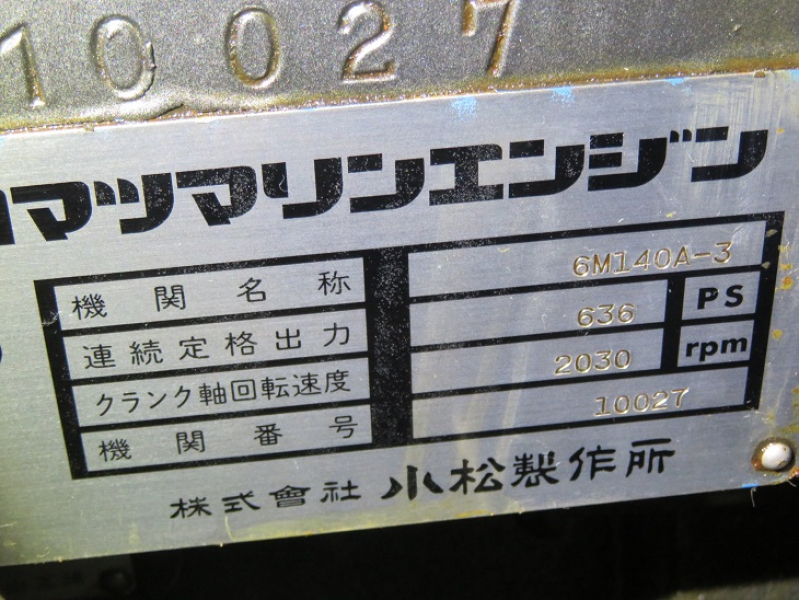 10027
コマツマリンエンジン
機関名称 6M140A-3
連続定格出力 636 PS
クランク軸回転速度 2030 rpm
機関番号 10027
株式會社 小松製作所